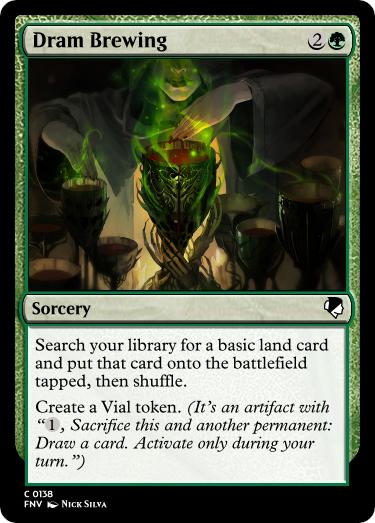 Dram Brewing 2
Sorcery
Search your library for a basic land card
and put that card onto the battlefield
tapped, then shuffle.
Create a Vial token. (It's an artifact with
"1, Sacrifice this and another permanent:
Draw a card. Activate only during your
turn.")
C 0138
FNV Nick Silva